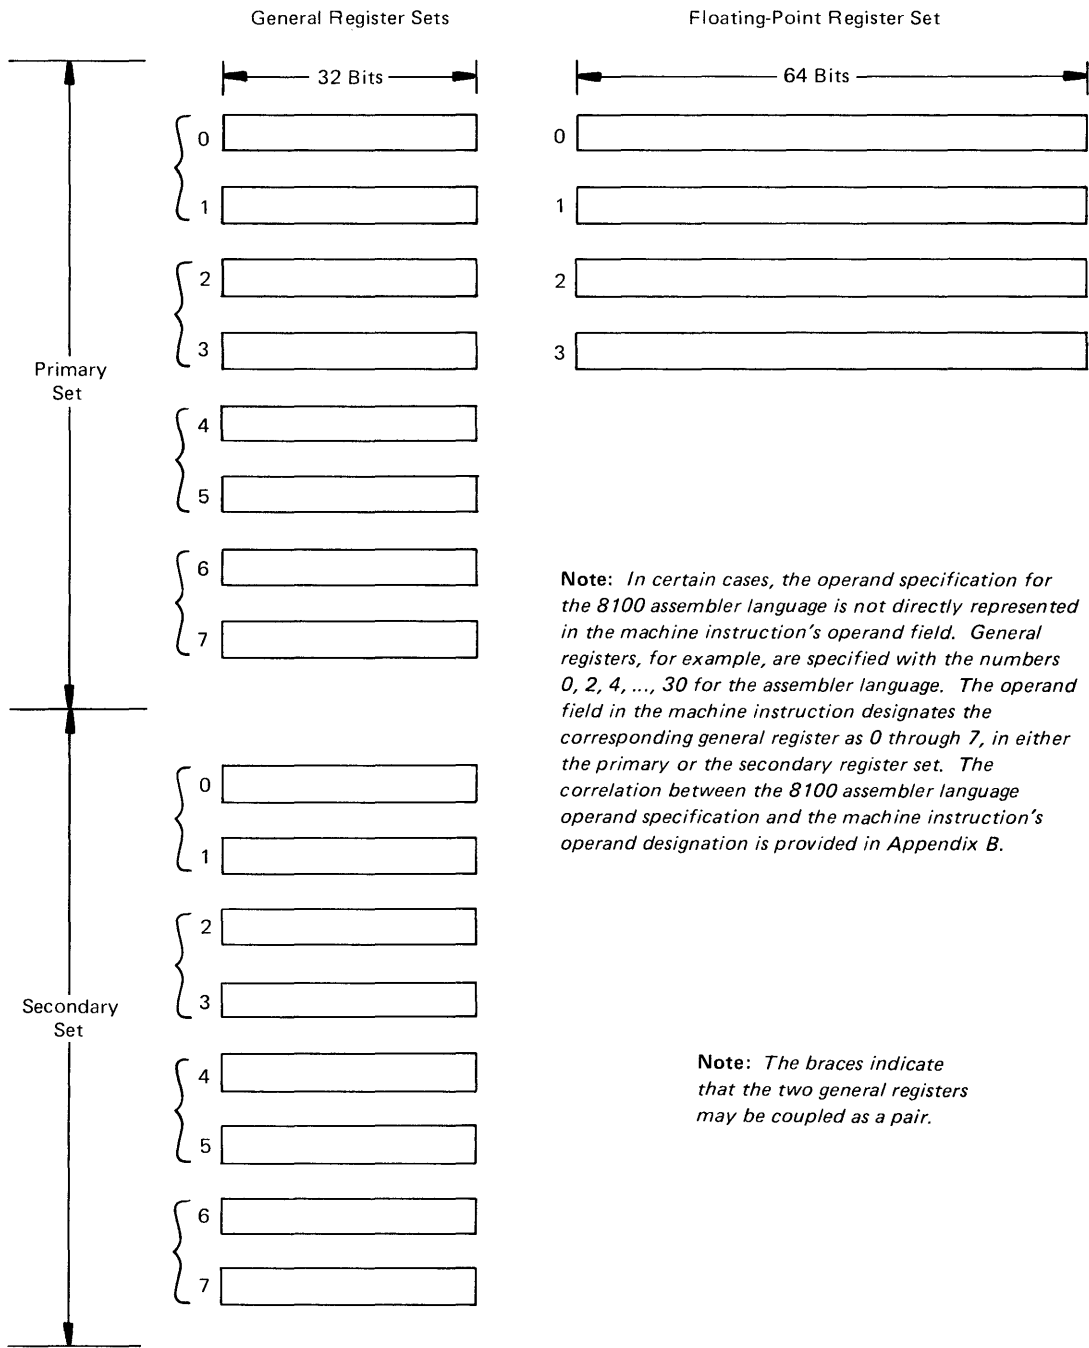 General Register Sets
Floating-Point Register Set
32 Bits
64 Bits
0
1
2
3
4
5
6
7
0
1
2
3
Primary
Set
Note: In certain cases, the operand specification for
the 8100 assembler language is not directly represented
in the machine instruction's operand field. General
registers, for example, are specified with the numbers
0, 2, 4, ..., 30 for the assembler language. The operand
field in the machine instruction designates the
corresponding general register as 0 through 7, in either
the primary or the secondary register set. The
correlation between the 8100 assembler language
operand specification and the machine instruction's
operand designation is provided in Appendix B.
0
1
2
3
4
5
6
7
Secondary
Set
Note: The braces indicate
that the two general registers
may be coupled as a pair.